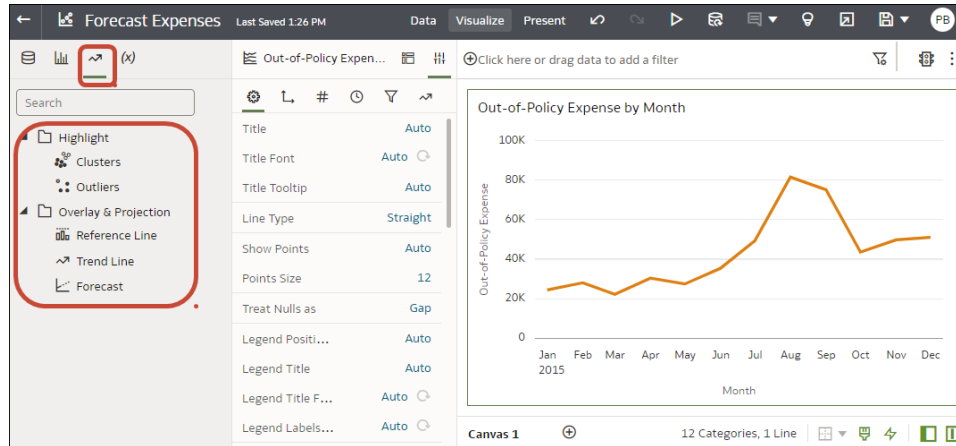 Forecast Expenses Last Saved 1:26 PM Data Visualize Present PB
(x) Out-of-Policy Expen... Click here or drag data to add a filter
Search
Highlight
Clusters
Outliers
Overlay & Projection
Reference Line
Trend Line
Forecast
#
Title Auto
Title Font Auto
Title Tooltip Auto
Line Type Straight
Show Points Auto
Points Size 12
Treat Nulls as Gap
Legend Positi... Auto
Legend Title Auto
Legend Title F... Auto
Legend Labels... Auto
Out-of-Policy Expense by Month
Out-of-Policy Expense
100K
80K
60K
40K
20K
0
Jan Feb Mar Apr May Jun Jul Aug Sep Oct Nov Dec
2015
Month
Canvas 1 12 Categories, 1 Line